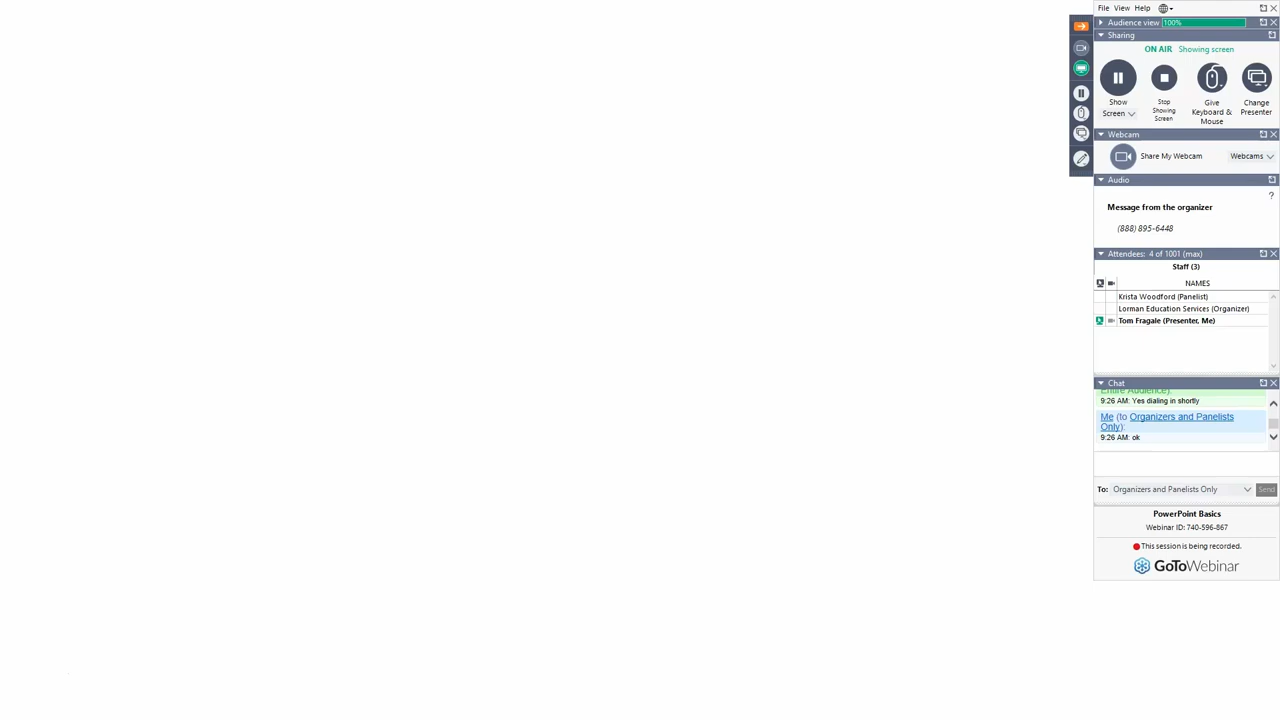 File View Help
Audience view 100%
Sharing
ON AIR Showing screen
Show
Screen
Stop
Showing
Screen
Give
Keyboard &
Mouse
Change
Presenter
Webcam
Share My Webcam
Webcams
Audio
?
Message from the organizer
(888) 895-6448
Attendees: 4 of 1001 (max)
Staff (3)
NAMES
Krista Woodford (Panelist)
Lorman Education Services (Organizer)
Tom Fragale (Presenter, Me)
Chat
Entire Audience):
9:26 AM: Yes dialing in shortly
Me (to Organizers and Panelists
Only):
9:26 AM: ok
To: Organizers and Panelists Only
Send
PowerPoint Basics
Webinar ID: 740-596-867
This session is being recorded.
GoToWebinar